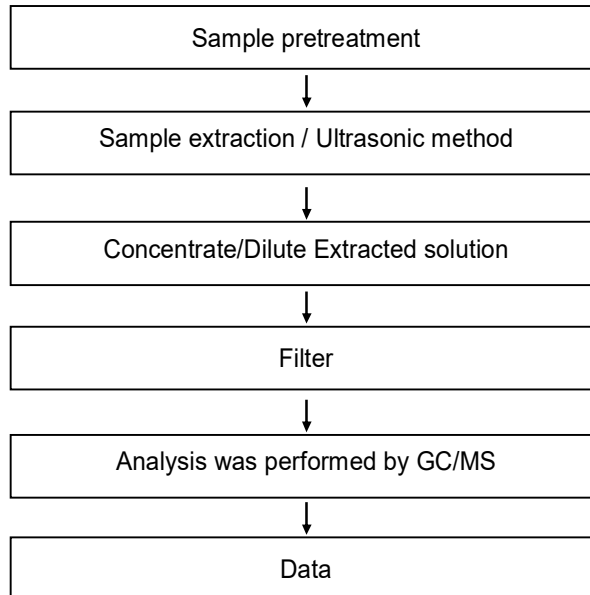 Sample pretreatment
Sample extraction / Ultrasonic method
Concentrate/Dilute Extracted solution
Filter
Analysis was performed by GC/MS
Data